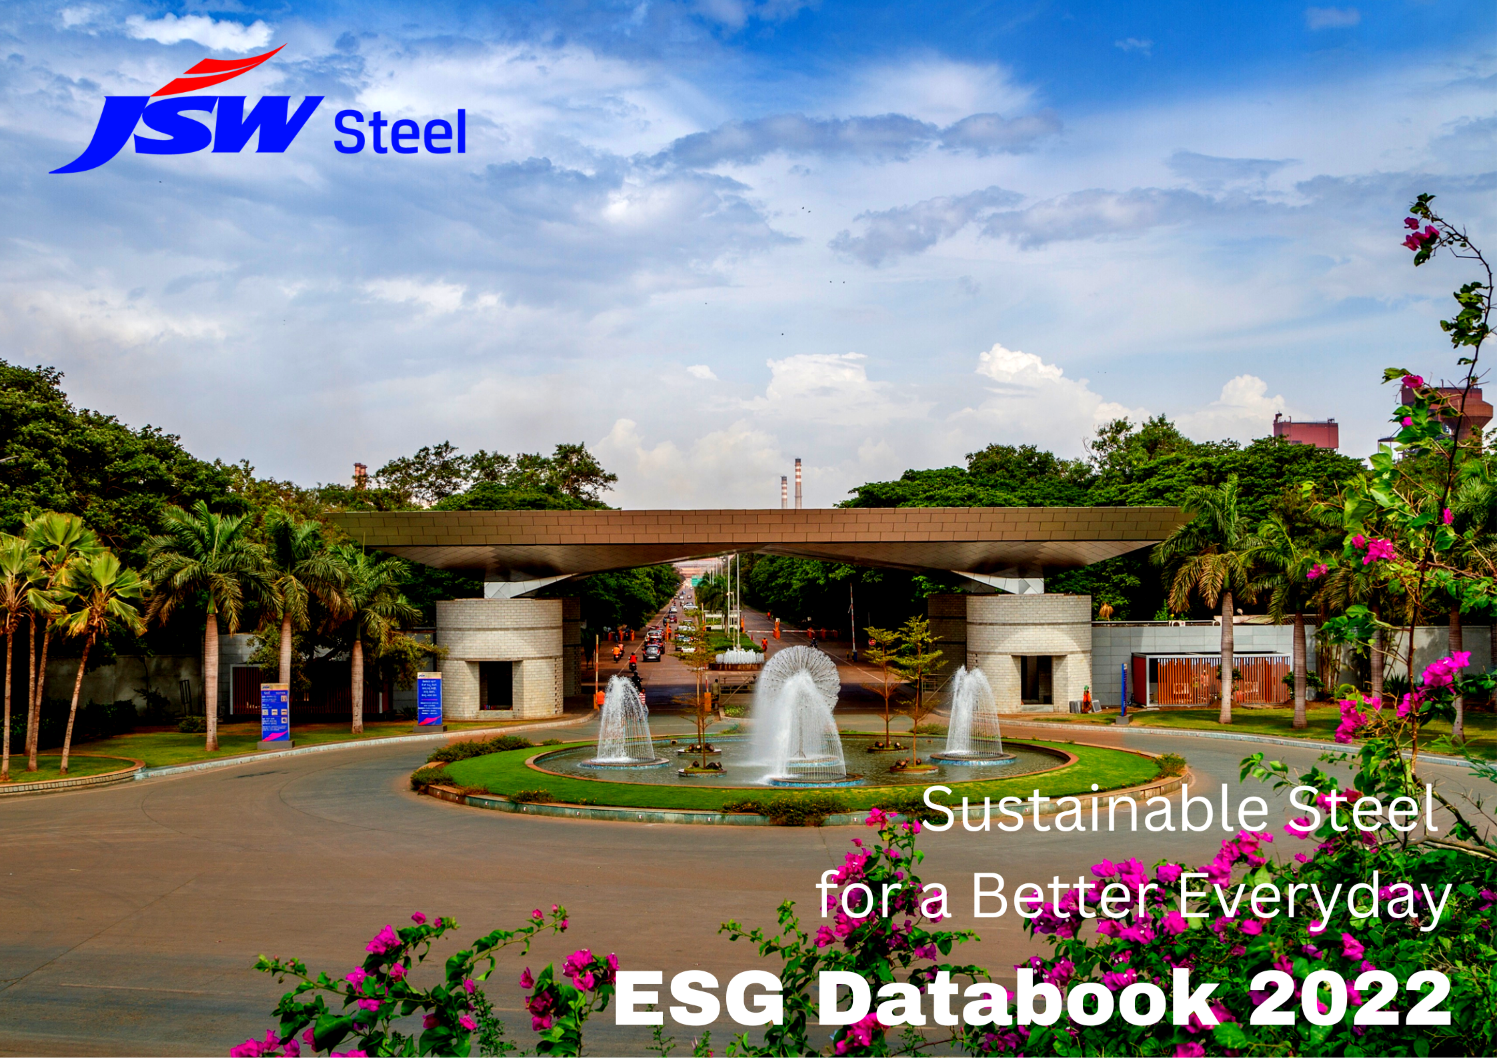 JSW Steel
Sustainable Steel
for a Better Everyday
ESG Databook 2022